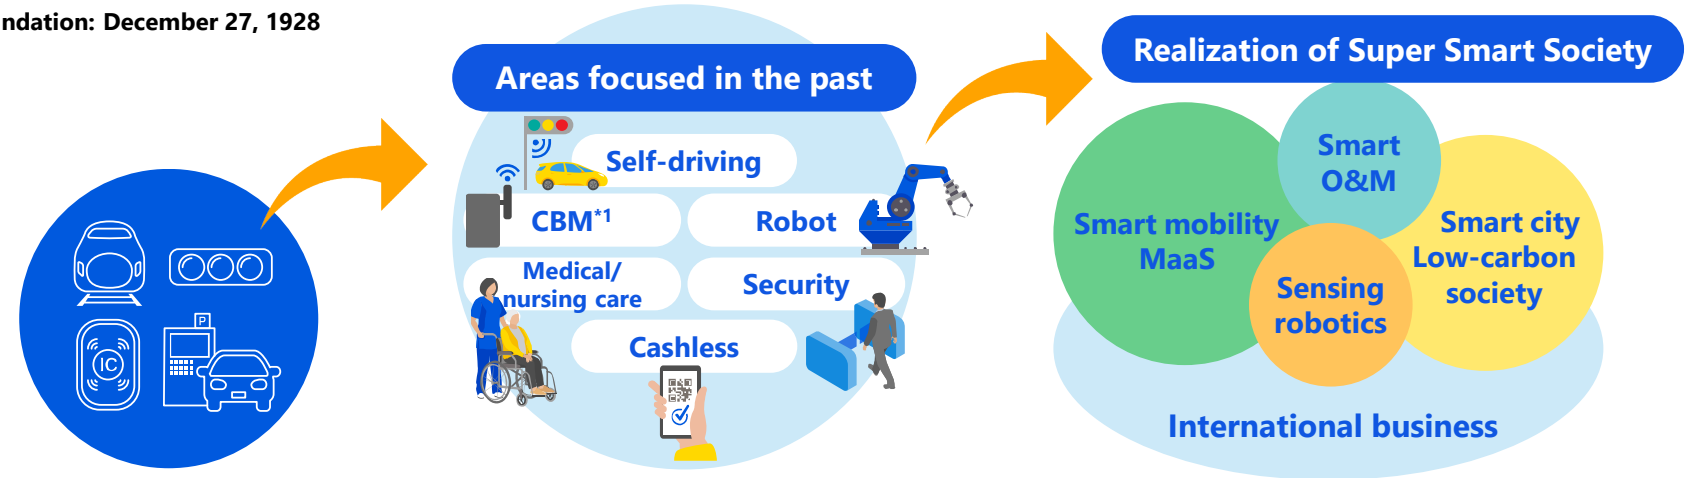 ndation: December 27, 1928
P
IC
Areas focused in the past
Self-driving
CBM*1
Robot
Medical/
nursing care
Security
Cashless
Realization of Super Smart Society
Smart
O&M
Smart mobility
MaaS
Smart city
Low-carbon
society
Sensing
robotics
International business